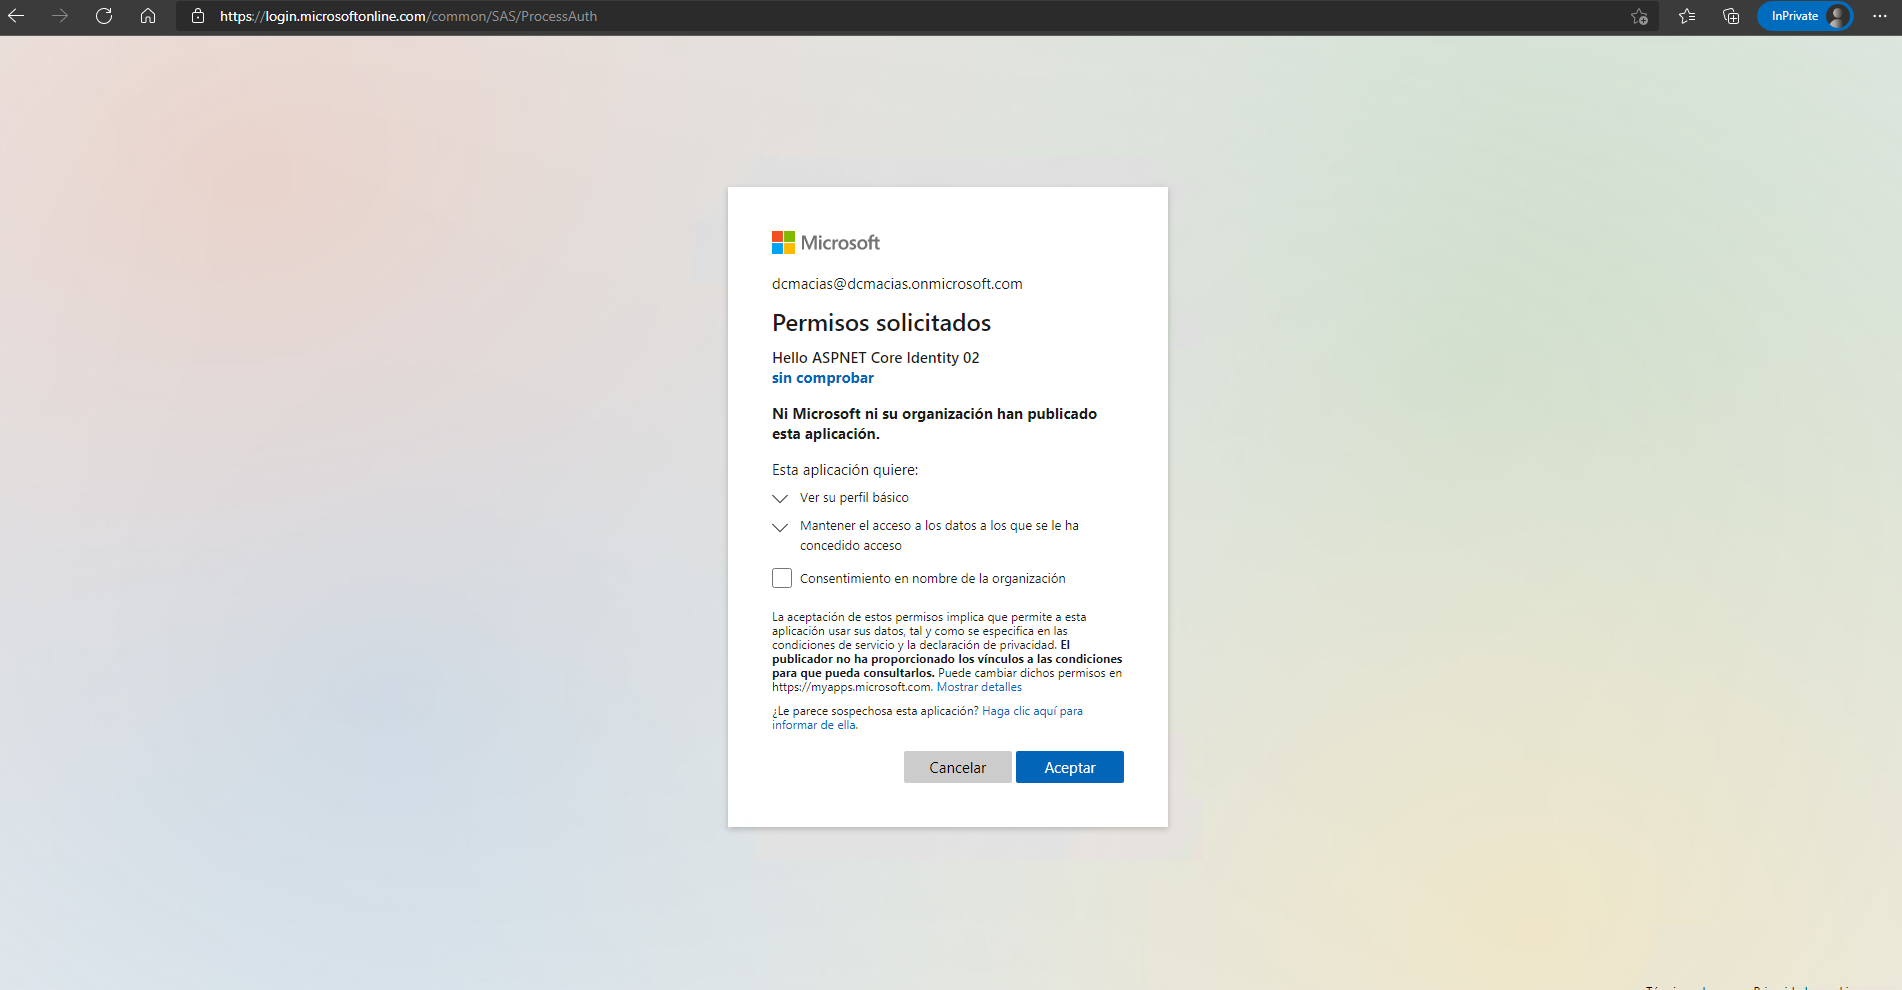 https://login.microsoftonline.com/common/SAS/ProcessAuth
InPrivate
Microsoft
dcmacias@dcmacias.onmicrosoft.com
Permisos solicitados
Hello ASPNET Core Identity 02
sin comprobar
Ni Microsoft ni su organización han publicado
esta aplicación.
Esta aplicación quiere:
Ver su perfil básico
Mantener el acceso a los datos a los que se le ha
concedido acceso
Consentimiento en nombre de la organización
La aceptación de estos permisos implica que permite a esta
aplicación usar sus datos, tal y como se especifica en las
condiciones de servicio y la declaración de privacidad. El
publicador no ha proporcionado los vínculos a las condiciones
para que pueda consultarlos. Puede cambiar dichos permisos en
https://myapps.microsoft.com. Mostrar detalles
¿Le parece sospechosa esta aplicación? Haga clic aquí para
informar de ella.
Cancelar
Aceptar